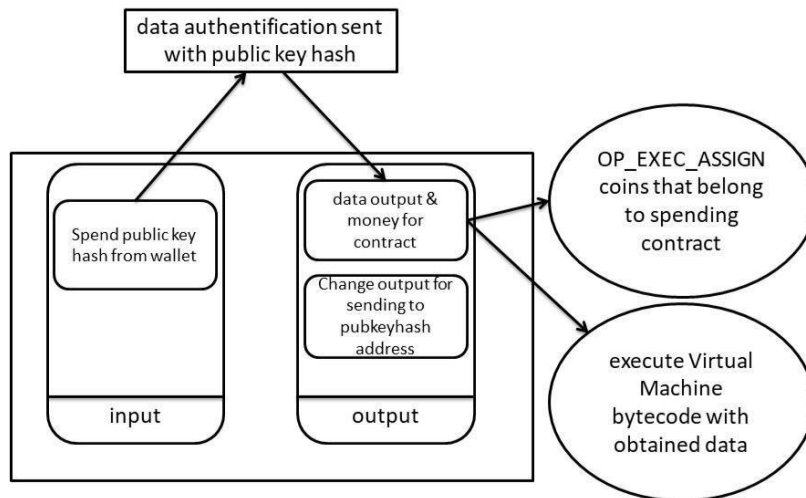 data authentification sent
with public key hash
OP_EXEC_ASSIGN
coins that belong
to spending
contract
data output &
money for
contract
Spend public key
hash from wallet
Change output for
sending to
pubkeyhash
address
execute Virtual
Machine
bytecode with
obtained data
input
output